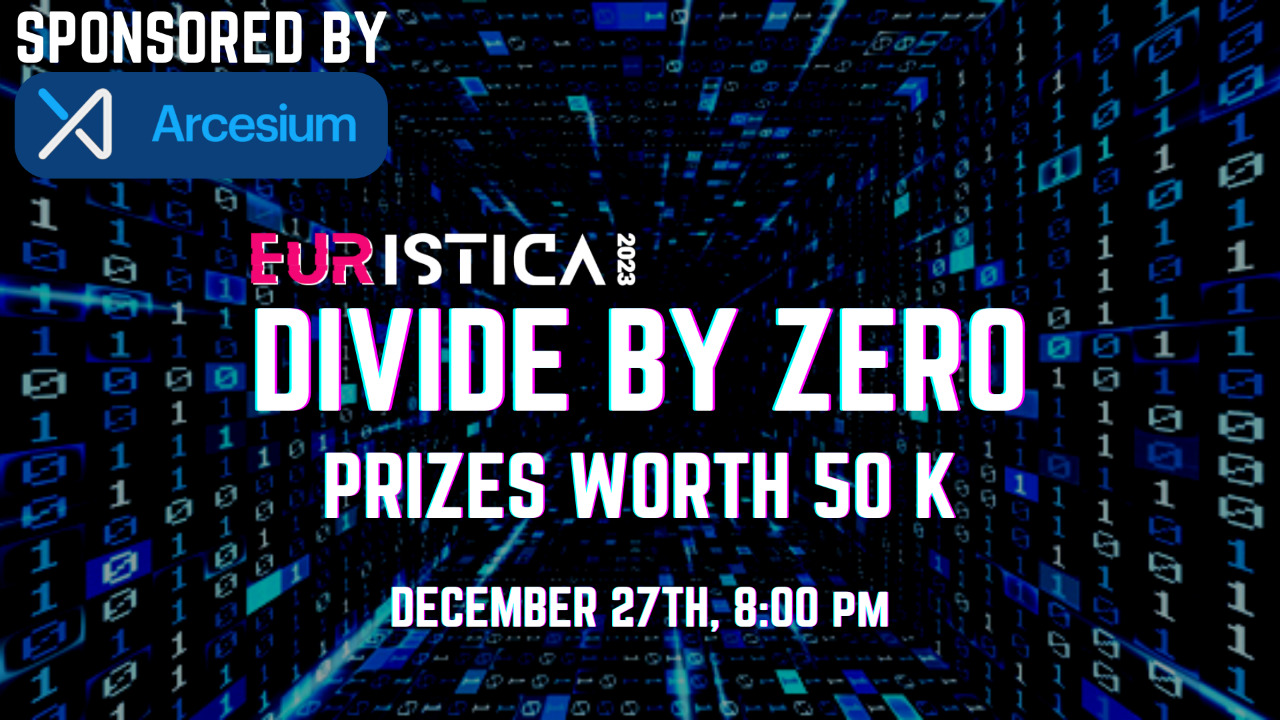 SPONSORED BY
Arcesium
EURISTICA 2023
DIVIDE BY ZERO
PRIZES WORTH 50 K
DECEMBER 27TH, 8:00 PM